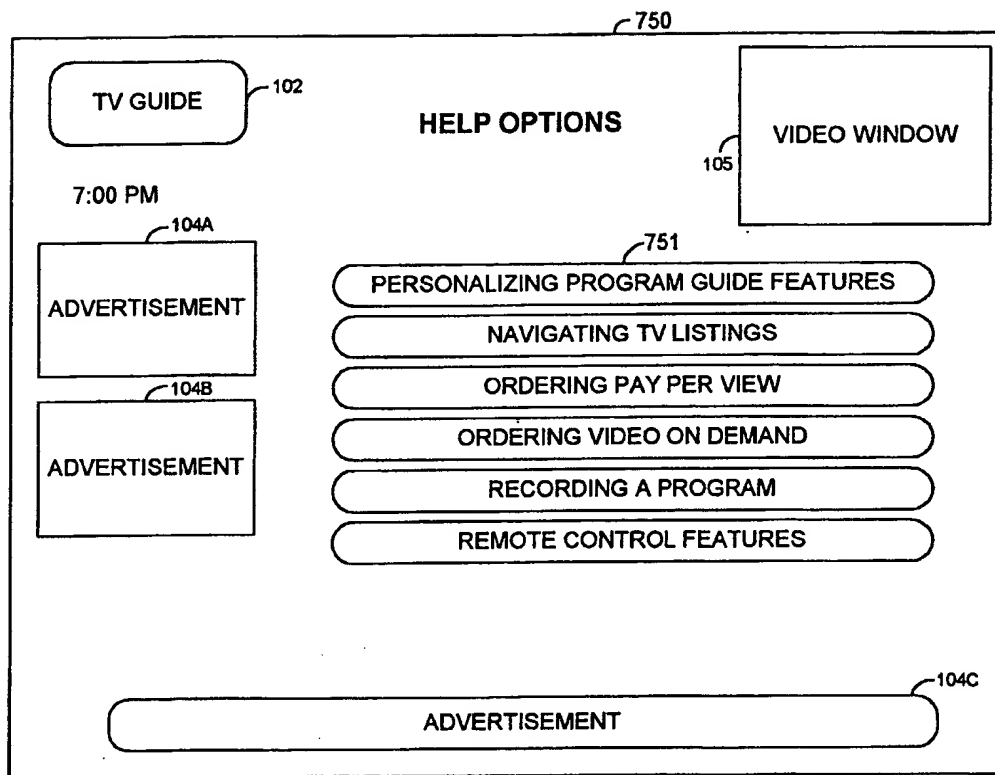 750
TV GUIDE
102
HELP OPTIONS
105
VIDEO WINDOW
7:00 PM
104A
ADVERTISEMENT
104B
ADVERTISEMENT
751
PERSONALIZING PROGRAM GUIDE FEATURES
NAVIGATING TV LISTINGS
ORDERING PAY PER VIEW
ORDERING VIDEO ON DEMAND
RECORDING A PROGRAM
REMOTE CONTROL FEATURES
104C
ADVERTISEMENT